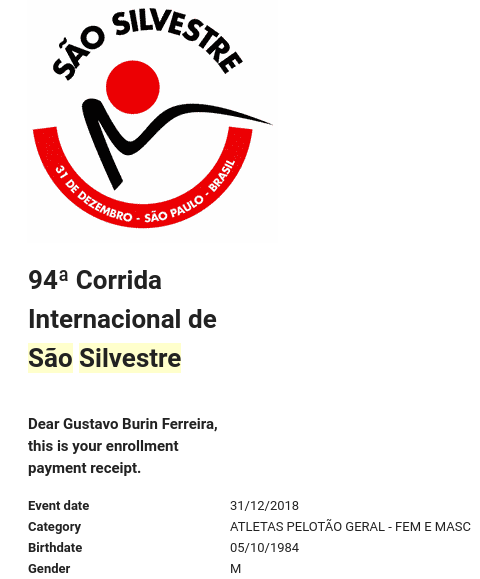 SÃO SILVESTRE
31 DE DEZEMBRO - SÃO PAULO - BRASIL
94ª Corrida
Internacional de
São Silvestre
Dear Gustavo Burin Ferreira,
this is your enrollment
payment receipt.
Event date 31/12/2018
Category ATLETAS PELOTÃO GERAL - FEM E MASC
Birthdate 05/10/1984
Gender M